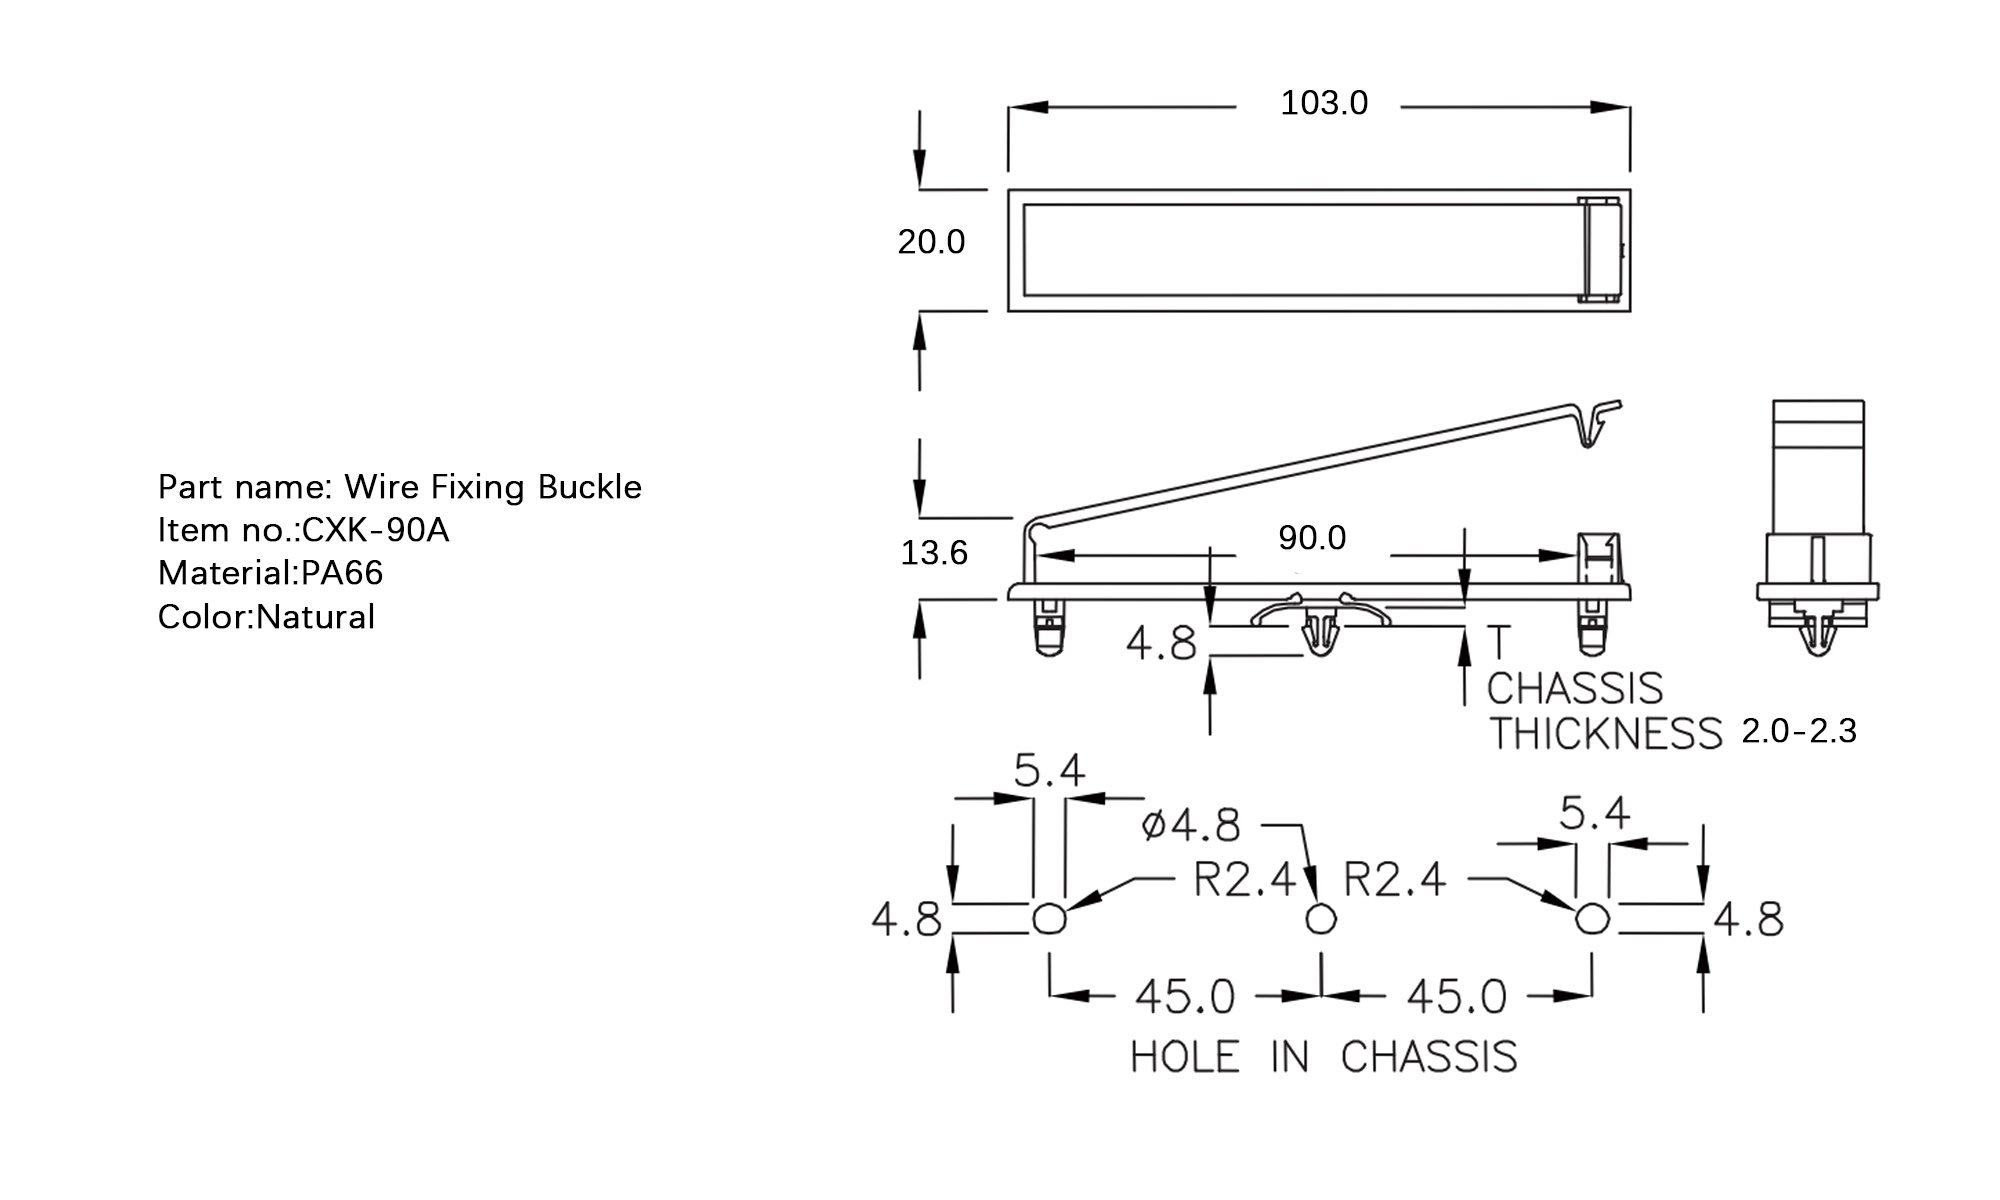 Part name: Wire Fixing Buckle
Item no.:CXK-90A
Material:PA66
Color:Natural
103.0
20.0
13.6
90.0
4.8
T
CHASSIS
THICKNESS 2.0-2.3
5.4
ø4.8
5.4
R2.4
R2.4
4.8
4.8
45.0
45.0
HOLE IN CHASSIS